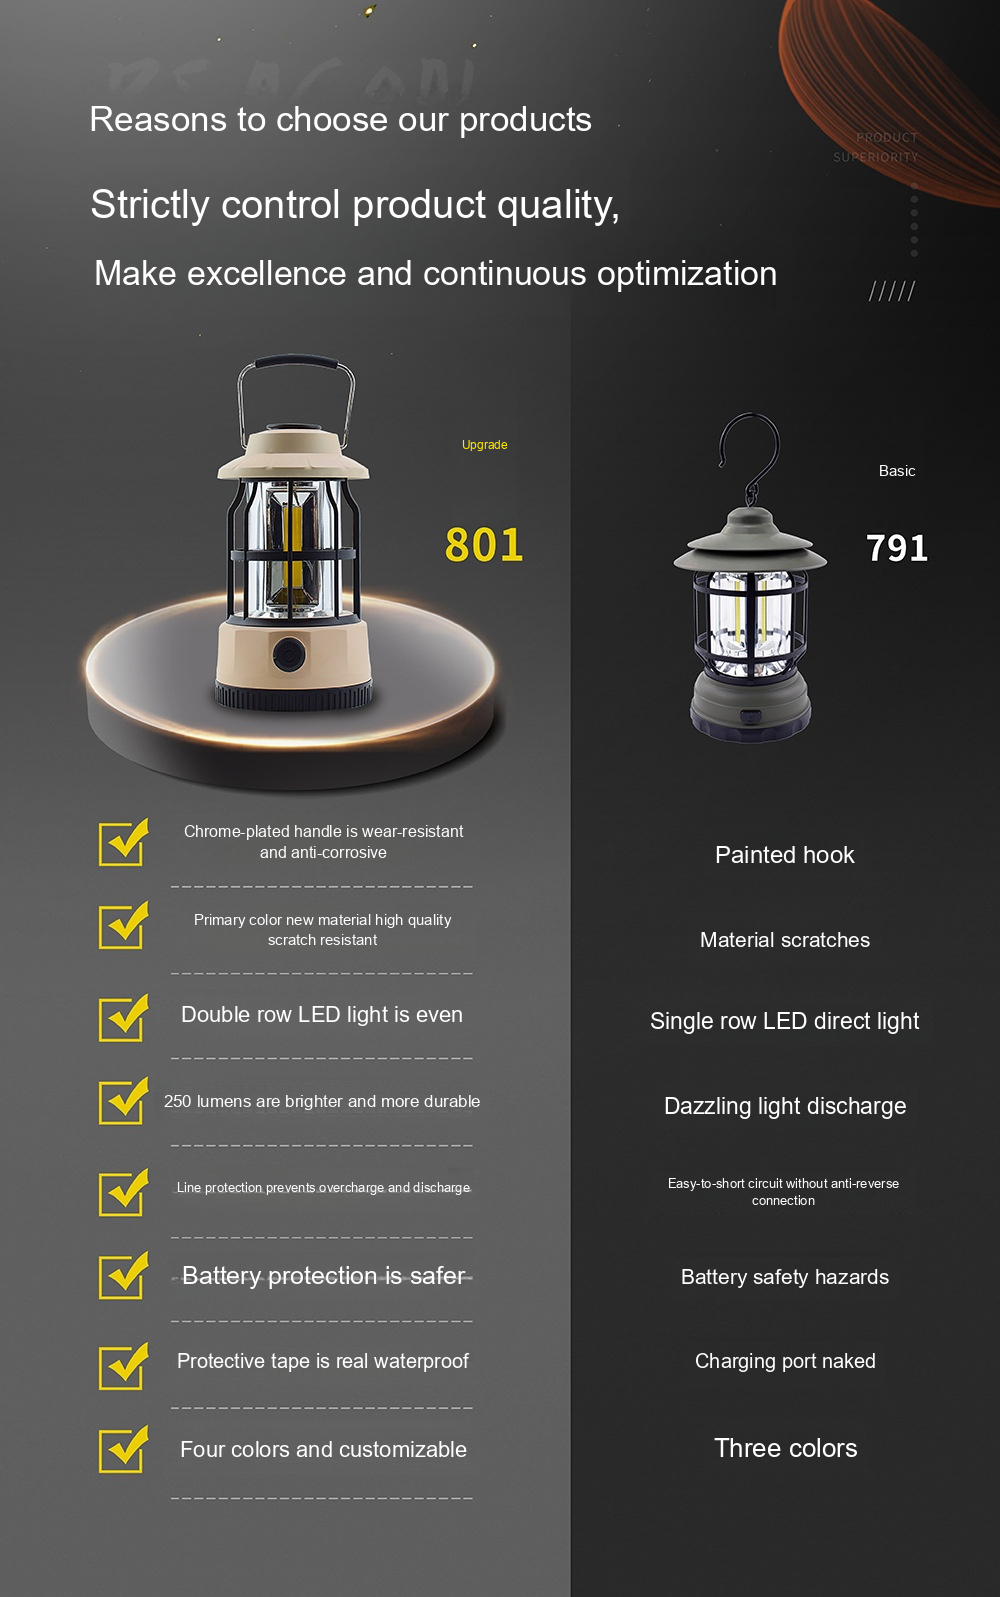 Reasons to choose our products
PRODUCT
SUPERIORITY
Strictly control product quality,
Make excellence and continuous optimization
/////
Upgrade
801
Basic
791
Chrome-plated handle is wear-resistant
and anti-corrosive
Painted hook
Primary color new material high quality
scratch resistant
Material scratches
Double row LED light is even
Single row LED direct light
250 lumens are brighter and more durable
Dazzling light discharge
Line protection prevents overcharge and discharge
Easy-to-short circuit without anti-reverse
connection
Battery protection is safer
Battery safety hazards
Protective tape is real waterproof
Charging port naked
Four colors and customizable
Three colors